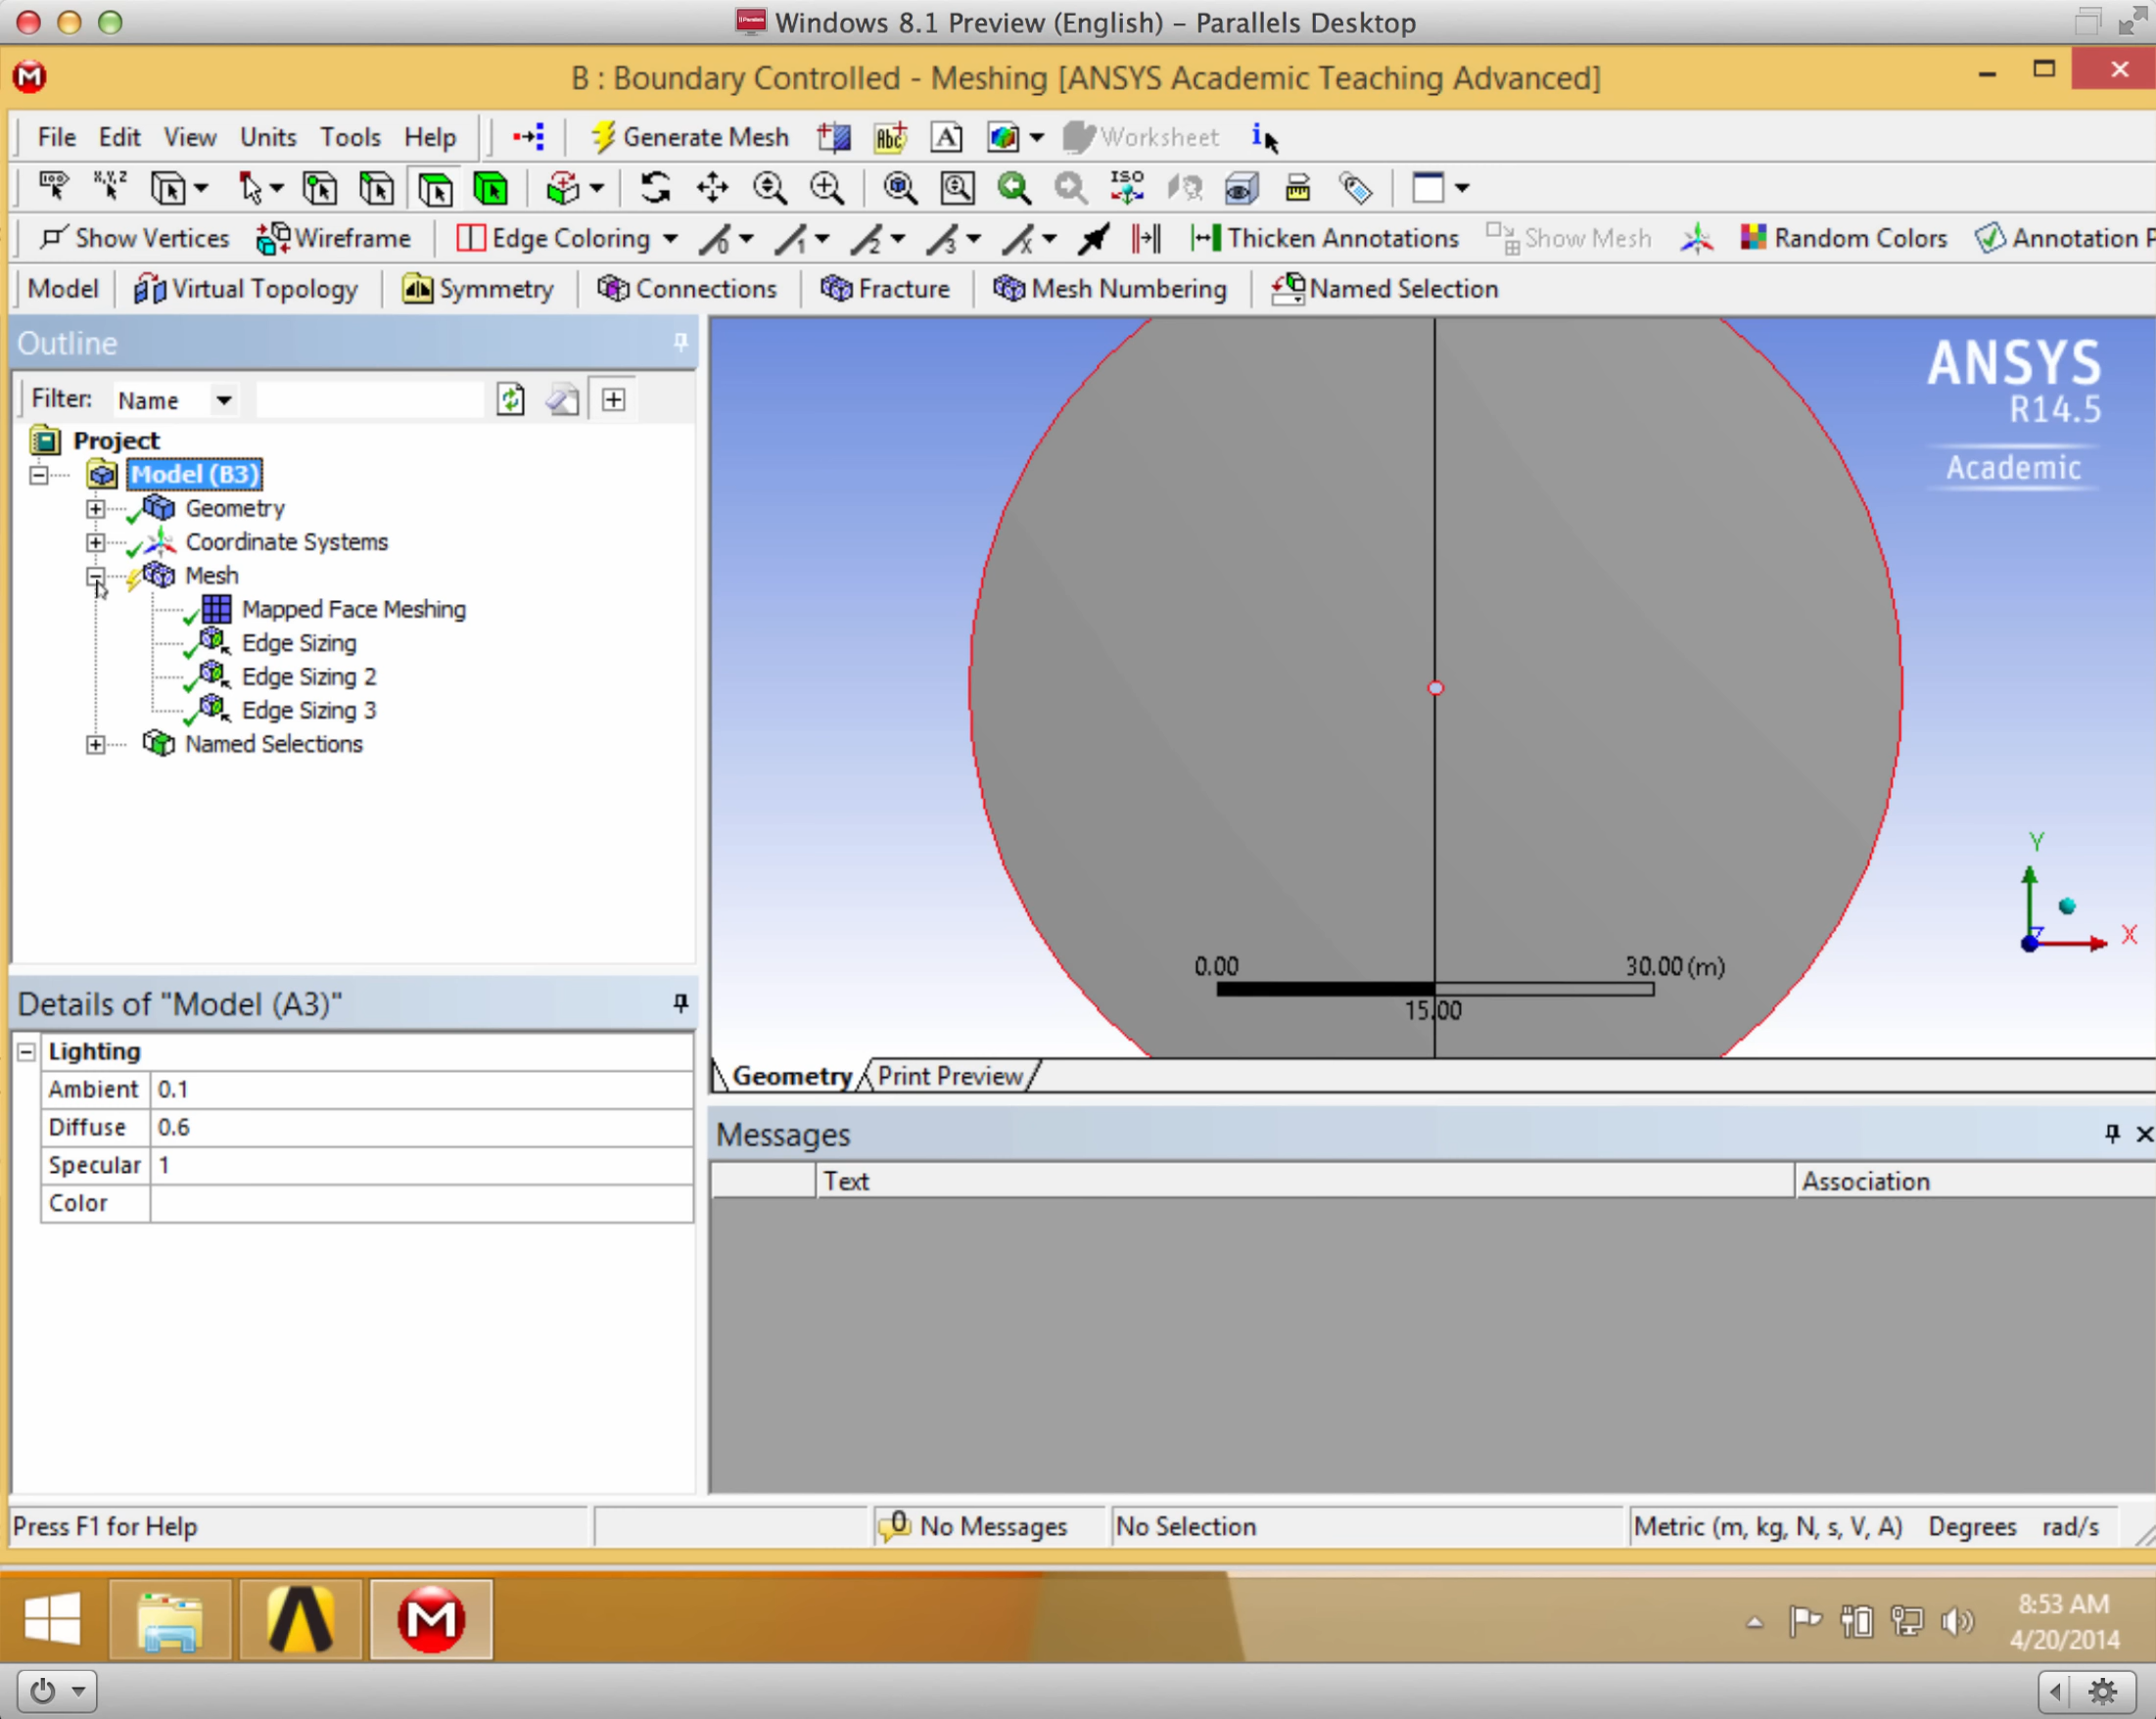 Windows 8.1 Preview (English) – Parallels Desktop
B : Boundary Controlled - Meshing [ANSYS Academic Teaching Advanced]
File Edit View Units Tools Help Generate Mesh Abc A Worksheet i
X,Y,Z ISO
Show Vertices Wireframe Edge Coloring 0 1 2 3 x Thicken Annotations Show Mesh Random Colors Annotation P
Model Virtual Topology Symmetry Connections Fracture Mesh Numbering Named Selection
Outline
Filter: Name
Project
Model (B3)
Geometry
Coordinate Systems
Mesh
Mapped Face Meshing
Edge Sizing
Edge Sizing 2
Edge Sizing 3
Named Selections
ANSYS
R14.5
Academic
Y
X
0.00
30.00 (m)
15.00
Details of "Model (A3)"
Lighting
Ambient 0.1
Diffuse 0.6
Specular 1
Color
Geometry Print Preview
Messages
Text Association
Press F1 for Help 0 No Messages No Selection Metric (m, kg, N, s, V, A) Degrees rad/s
M
8:53 AM
4/20/2014